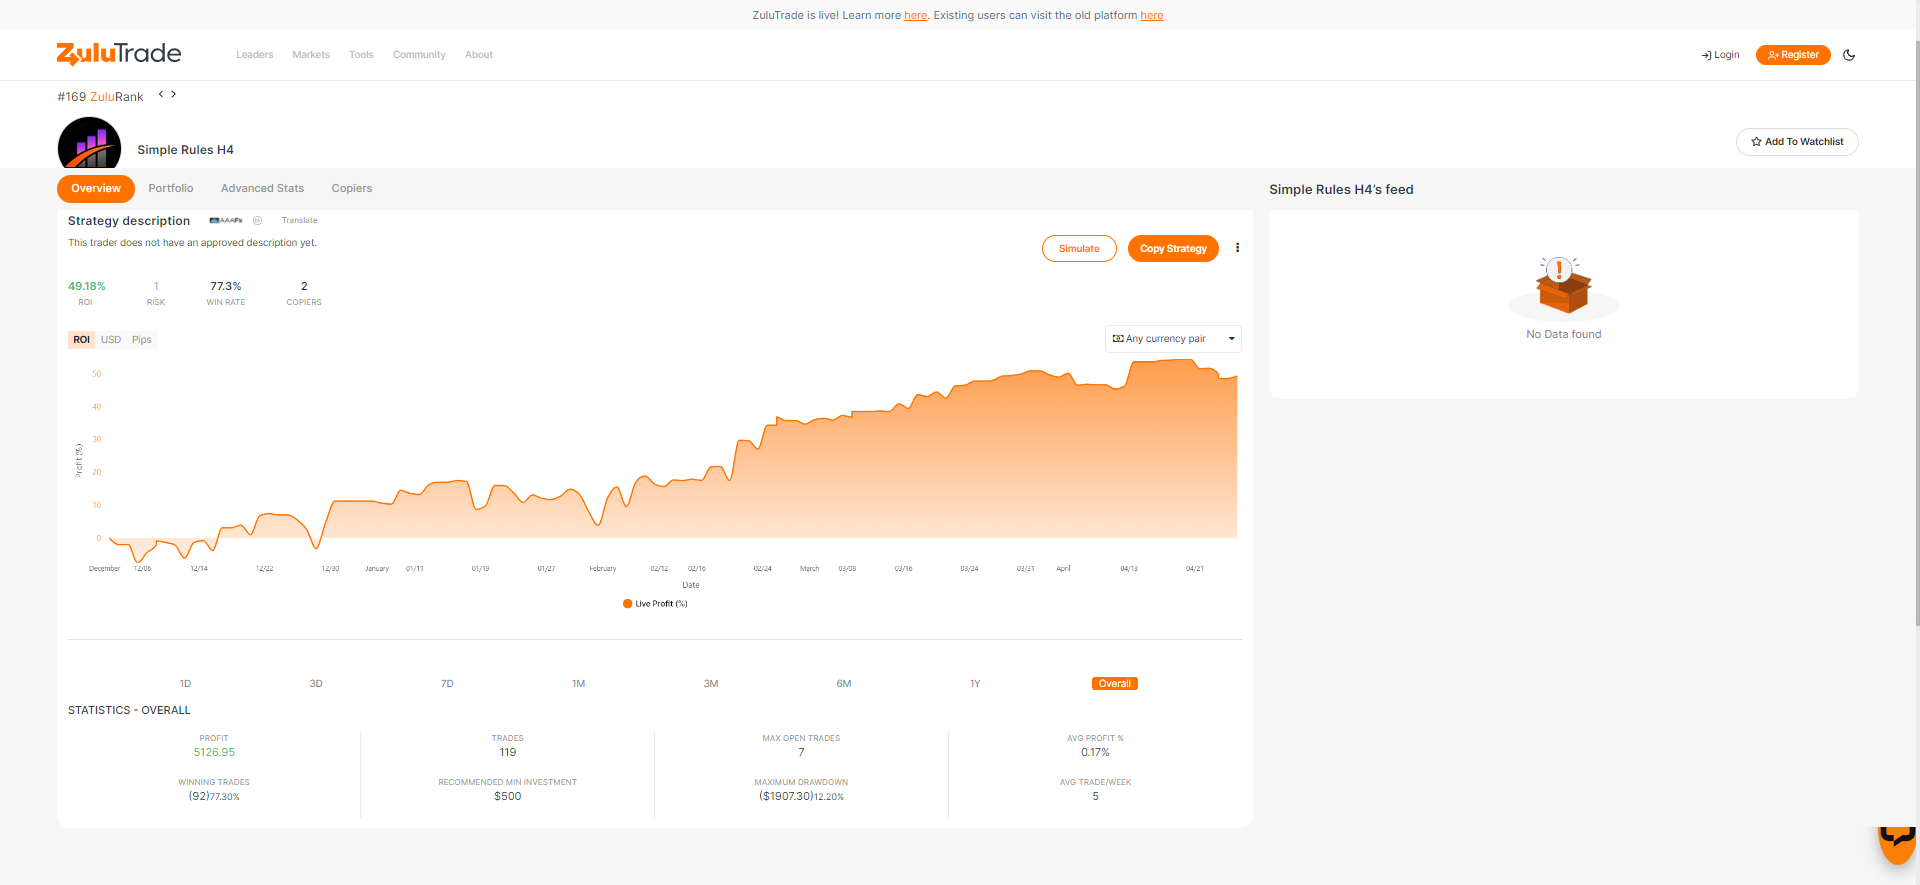 ZuluTrade is live! Learn more here. Existing users can visit the old platform here
ZuluTrade
Leaders Markets Tools Community About
Login Register
#169 ZuluRank
Simple Rules H4
Add To Watchlist
Overview Portfolio Advanced Stats Copiers
Simple Rules H4's feed
Strategy description AAAFx Translate
This trader does not have an approved description yet.
Simulate Copy Strategy
49.18% 1 77.3% 2
ROI RISK WIN RATE COPIERS
No Data found
ROI USD Pips
Any currency pair
50
40
30
20
10
0
Profit (%)
December 12/06 12/14 12/22 12/30 January 01/11 01/19 01/27 February 02/12 02/16 02/24 March 03/08 03/16 03/24 03/31 April 04/13 04/21
Date
Live Profit (%)
1D 3D 7D 1M 3M 6M 1Y Overall
STATISTICS - OVERALL
PROFIT TRADES MAX OPEN TRADES AVG PROFIT %
5126.95 119 7 0.17%
WINNING TRADES RECOMMENDED MIN INVESTMENT MAXIMUM DRAWDOWN AVG TRADE/WEEK
(92)77.30% $500 ($1907.30)12.20% 5